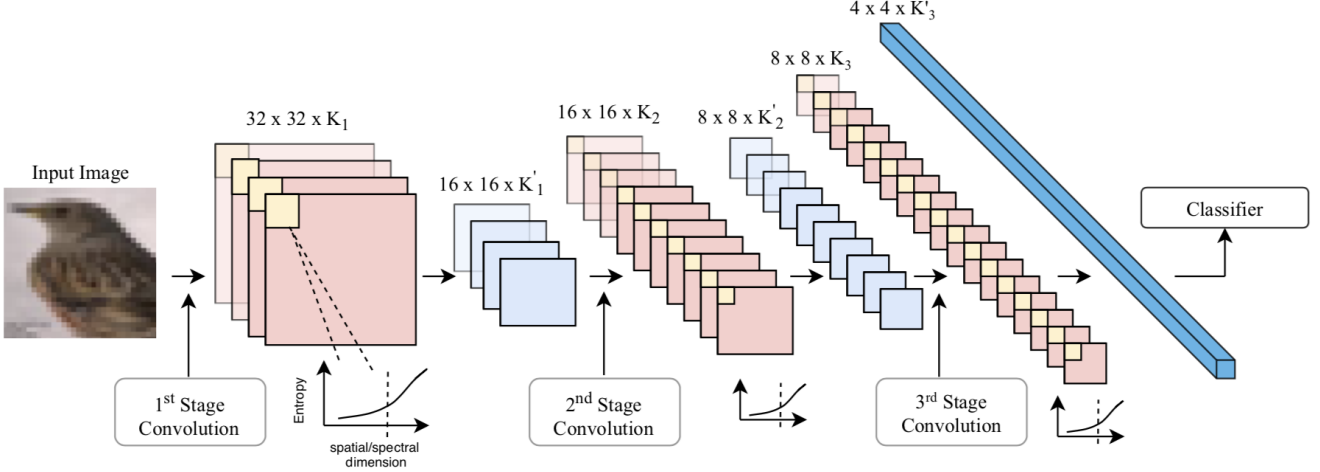 4 x 4 x K'₃
8 x 8 x K₃
32 x 32 x K₁
16 x 16 x K₂
8 x 8 x K'₂
Input Image
16 x 16 x K'₁
Classifier
1ˢᵗ Stage
Convolution
Entropy
spatial/spectral
dimension
2ⁿᵈ Stage
Convolution
3ʳᵈ Stage
Convolution